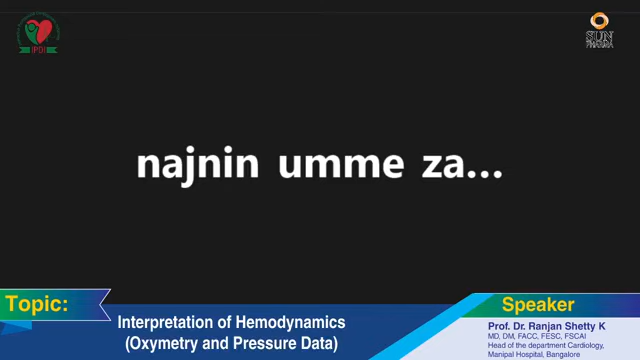 IPDI
SUN
PHARMA
najnin umme za...
Topic:
Interpretation of Hemodynamics
(Oxymetry and Pressure Data)
Speaker
Prof. Dr. Ranjan Shetty K
MD, DM, FACC, FESC, FSCAI
Head of the department Cardiology,
Manipal Hospital, Bangalore